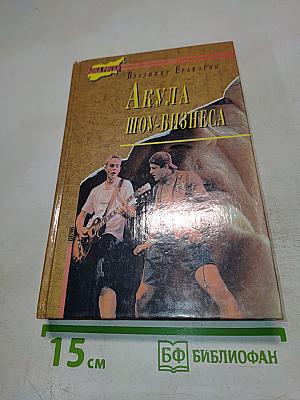 Владимир Ераносян
Акула
шоу-бизнеса
15 см
БФ БИБЛИОФАН